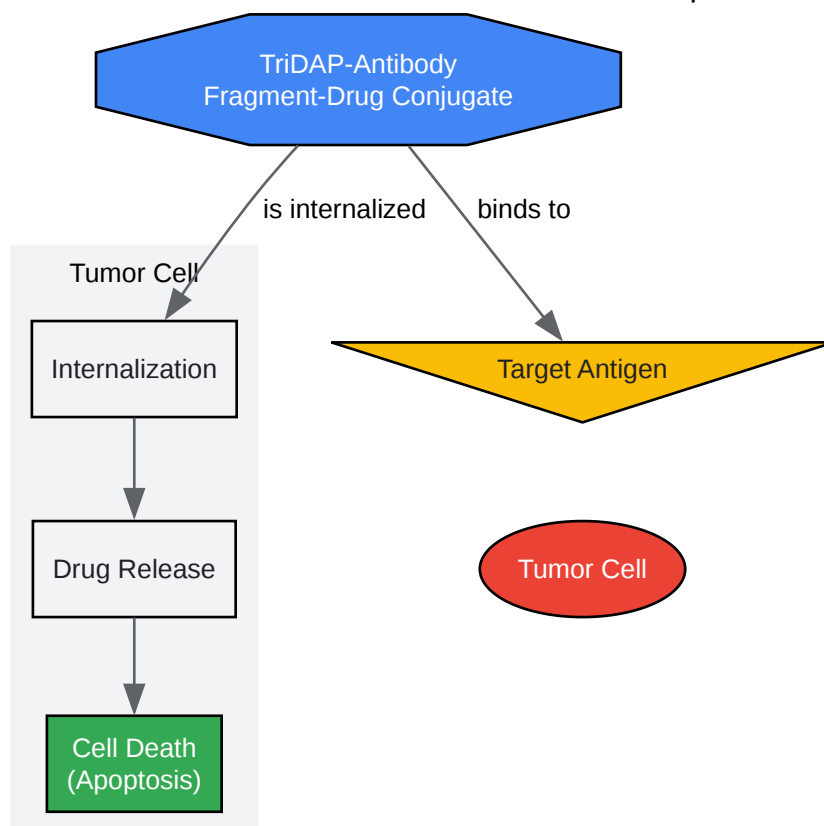 TriDAP-Antibody
Fragment-Drug Conjugate
is internalized
binds to
Tumor Cell
Internalization
Target Antigen
Drug Release
Tumor Cell
Cell Death
(Apoptosis)